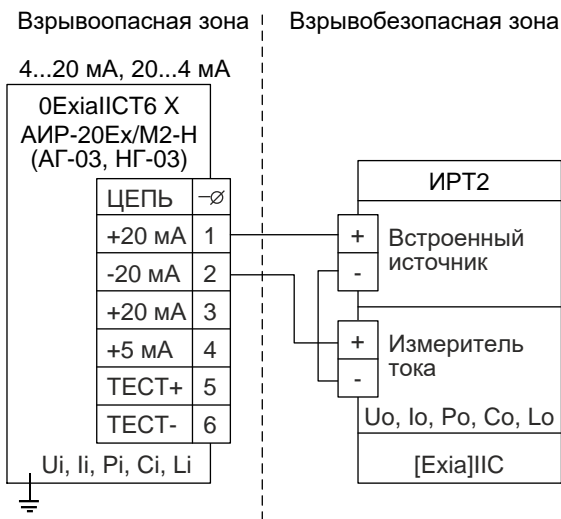 Взрывоопасная зона
Взрывобезопасная зона
4...20 мА, 20...4 мА
0ExiaIICT6 X
АИР-20Ex/М2-Н
(АГ-03, НГ-03)
ЦЕПЬ
+20 мА 1
-20 мА 2
+20 мА 3
+5 мА 4
ТЕСТ+ 5
ТЕСТ- 6
Ui, Ii, Pi, Ci, Li
ИРТ2
+
-
Встроенный
источник
+
-
Измеритель
тока
Uo, Io, Po, Co, Lo
[Exia]IIC